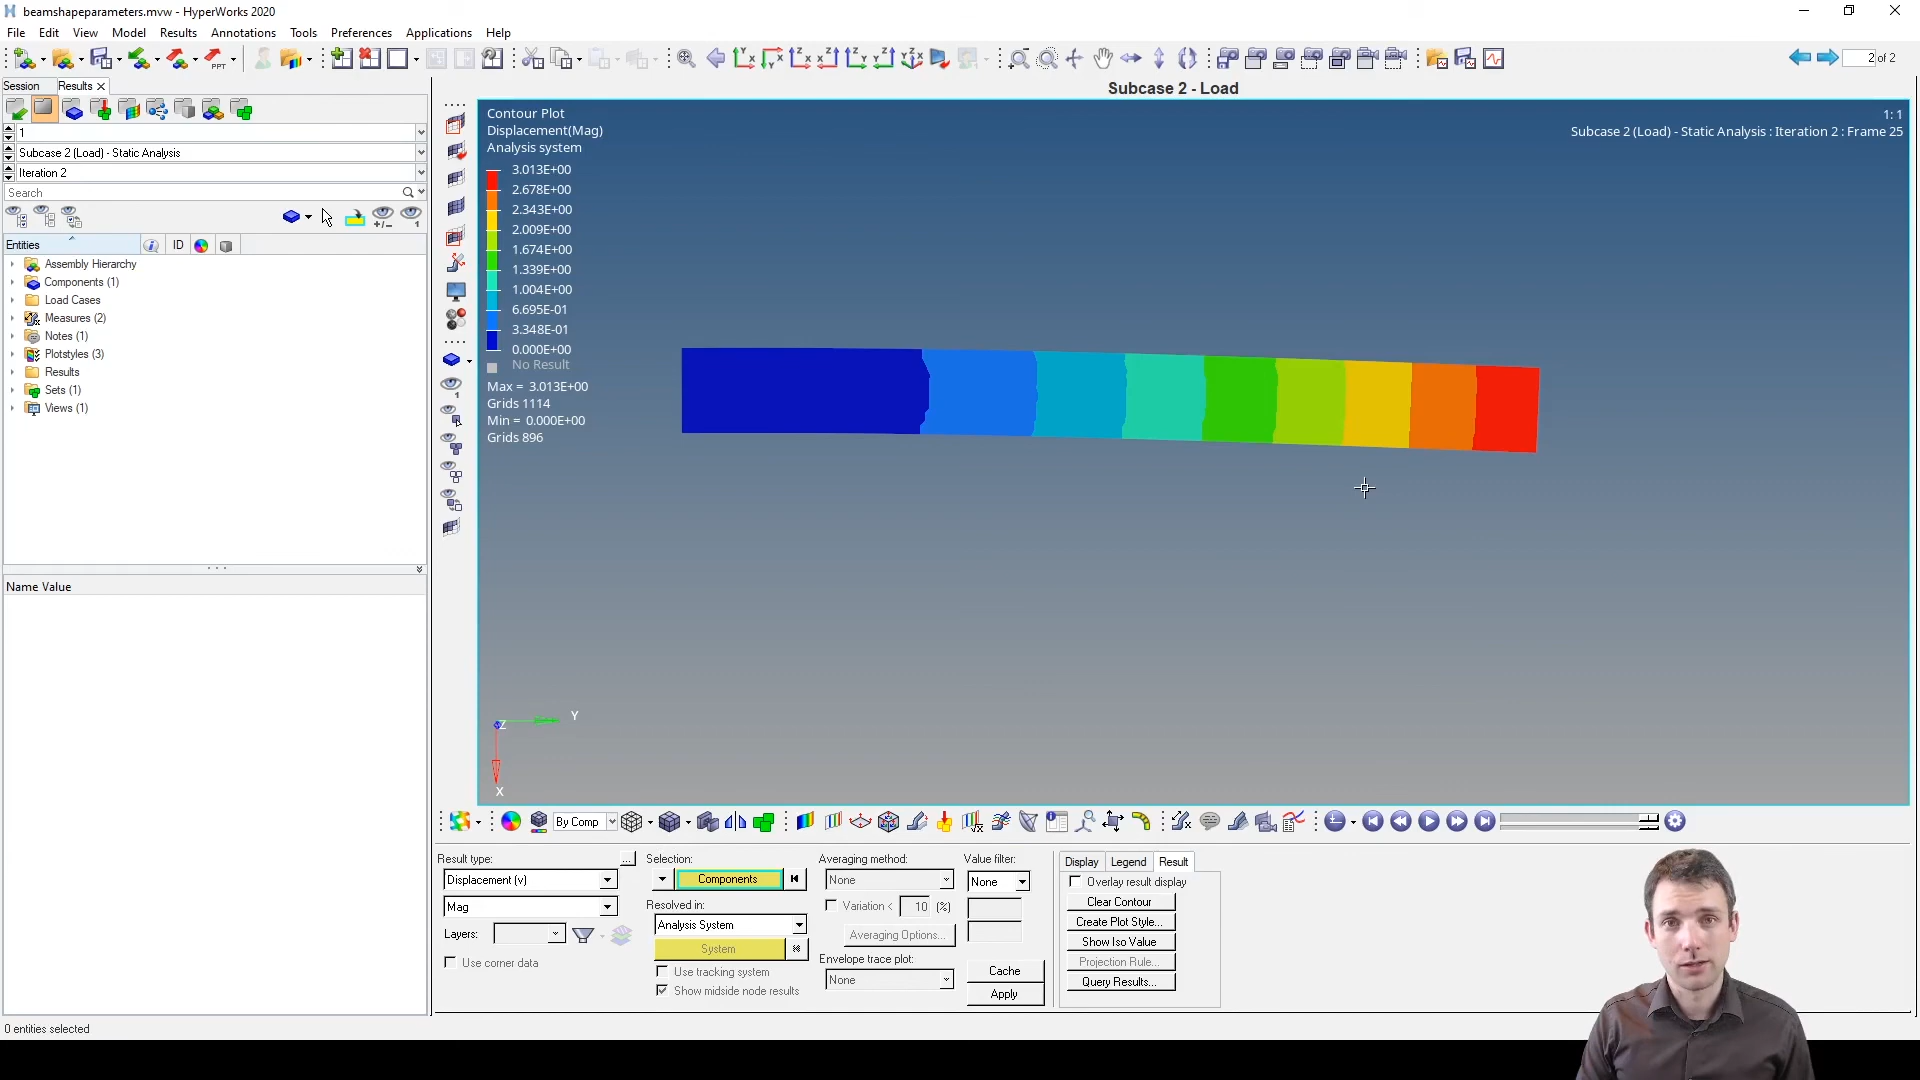 beamshapeparameters.mvw - HyperWorks 2020
File Edit View Model Results Annotations Tools Preferences Applications Help
2 of 2
Session Results
Subcase 2 - Load
1
Subcase 2 (Load) - Static Analysis
Iteration 2
Search
Entities ID
Assembly Hierarchy
Components (1)
Load Cases
Measures (2)
Notes (1)
Plotstyles (3)
Results
Sets (1)
Views (1)
Name Value
0 entities selected
Contour Plot
Displacement(Mag)
Analysis system
3.013E+00
2.678E+00
2.343E+00
2.009E+00
1.674E+00
1.339E+00
1.004E+00
6.695E-01
3.348E-01
0.000E+00
No Result
Max = 3.013E+00
Grids 1114
Min = 0.000E+00
Grids 896
1: 1
Subcase 2 (Load) - Static Analysis : Iteration 2 : Frame 25
Z Y
X
By Comp
Result type: ...
Displacement (v)
Mag
Layers:
Use corner data
Selection:
Components
Resolved in:
Analysis System
System
Use tracking system
Show midside node results
Averaging method:
None
Variation < 10 (%)
Averaging Options...
Envelope trace plot:
None
Value filter:
None
Cache
Apply
Display Legend Result
Overlay result display
Clear Contour
Create Plot Style...
Show Iso Value
Projection Rule...
Query Results...